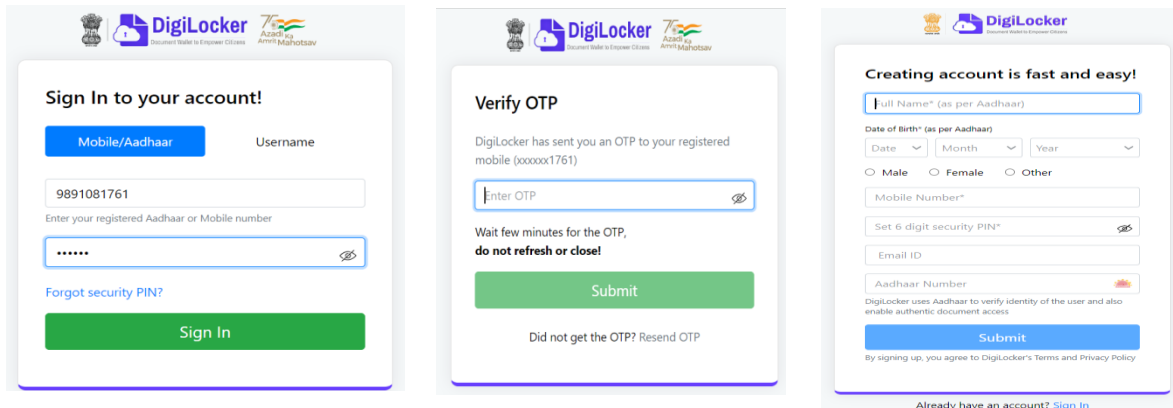 DigiLocker
Document Wallet to Empower Citizens
Azadi Ka
Amrit Mahotsav
Sign In to your account!
Mobile/Aadhaar
Username
9891081761
Enter your registered Aadhaar or Mobile number
••••••
Forgot security PIN?
Sign In
DigiLocker
Document Wallet to Empower Citizens
Azadi Ka
Amrit Mahotsav
Verify OTP
DigiLocker has sent you an OTP to your registered
mobile (xxxxxx1761)
Enter OTP
Wait few minutes for the OTP,
do not refresh or close!
Submit
Did not get the OTP? Resend OTP
DigiLocker
Document Wallet to Empower Citizens
Creating account is fast and easy!
Full Name* (as per Aadhaar)
Date of Birth* (as per Aadhaar)
Date Month Year
Male Female Other
Mobile Number*
Set 6 digit security PIN*
Email ID
Aadhaar Number
DigiLocker uses Aadhaar to verify identity of the user and also
enable authentic document access
Submit
By signing up, you agree to DigiLocker's Terms and Privacy Policy
Already have an account? Sign In